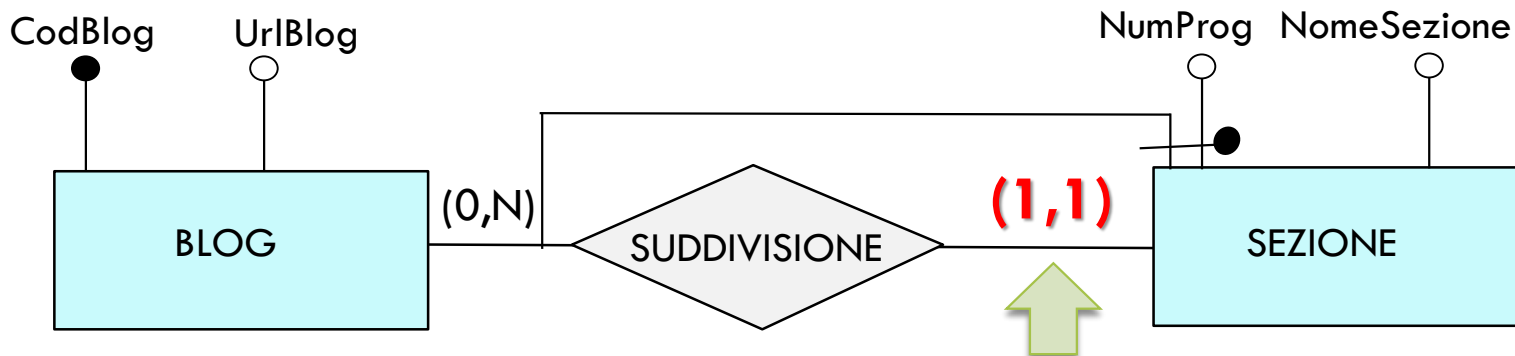 CodBlog UrlBlog NumProg NomeSezione
(0,N) (1,1)
BLOG SUDDIVISIONE SEZIONE